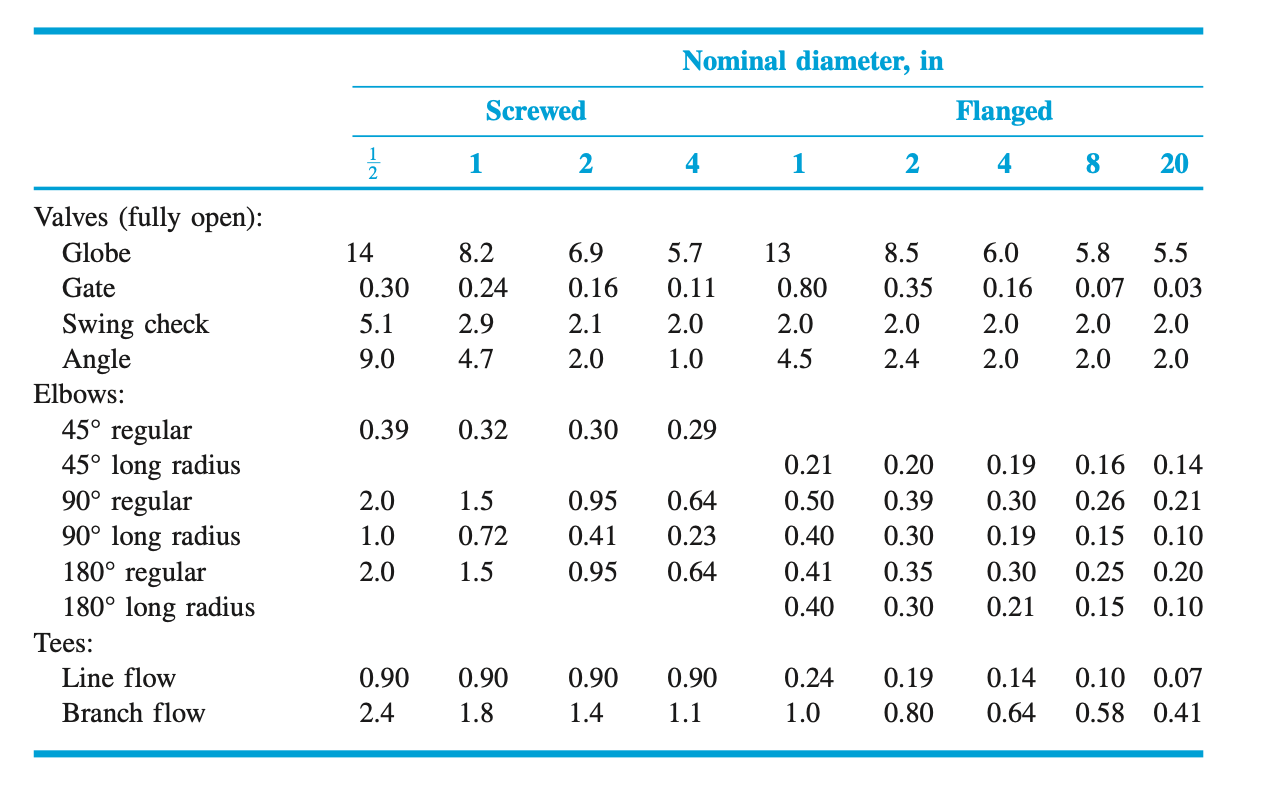 Nominal diameter, in
Screwed Flanged
1/2 1 2 4 1 2 4 8 20
Valves (fully open):
Globe 14 8.2 6.9 5.7 13 8.5 6.0 5.8 5.5
Gate 0.30 0.24 0.16 0.11 0.80 0.35 0.16 0.07 0.03
Swing check 5.1 2.9 2.1 2.0 2.0 2.0 2.0 2.0 2.0
Angle 9.0 4.7 2.0 1.0 4.5 2.4 2.0 2.0 2.0
Elbows:
45° regular 0.39 0.32 0.30 0.29
45° long radius 0.21 0.20 0.19 0.16 0.14
90° regular 2.0 1.5 0.95 0.64 0.50 0.39 0.30 0.26 0.21
90° long radius 1.0 0.72 0.41 0.23 0.40 0.30 0.19 0.15 0.10
180° regular 2.0 1.5 0.95 0.64 0.41 0.35 0.30 0.25 0.20
180° long radius 0.40 0.30 0.21 0.15 0.10
Tees:
Line flow 0.90 0.90 0.90 0.90 0.24 0.19 0.14 0.10 0.07
Branch flow 2.4 1.8 1.4 1.1 1.0 0.80 0.64 0.58 0.41